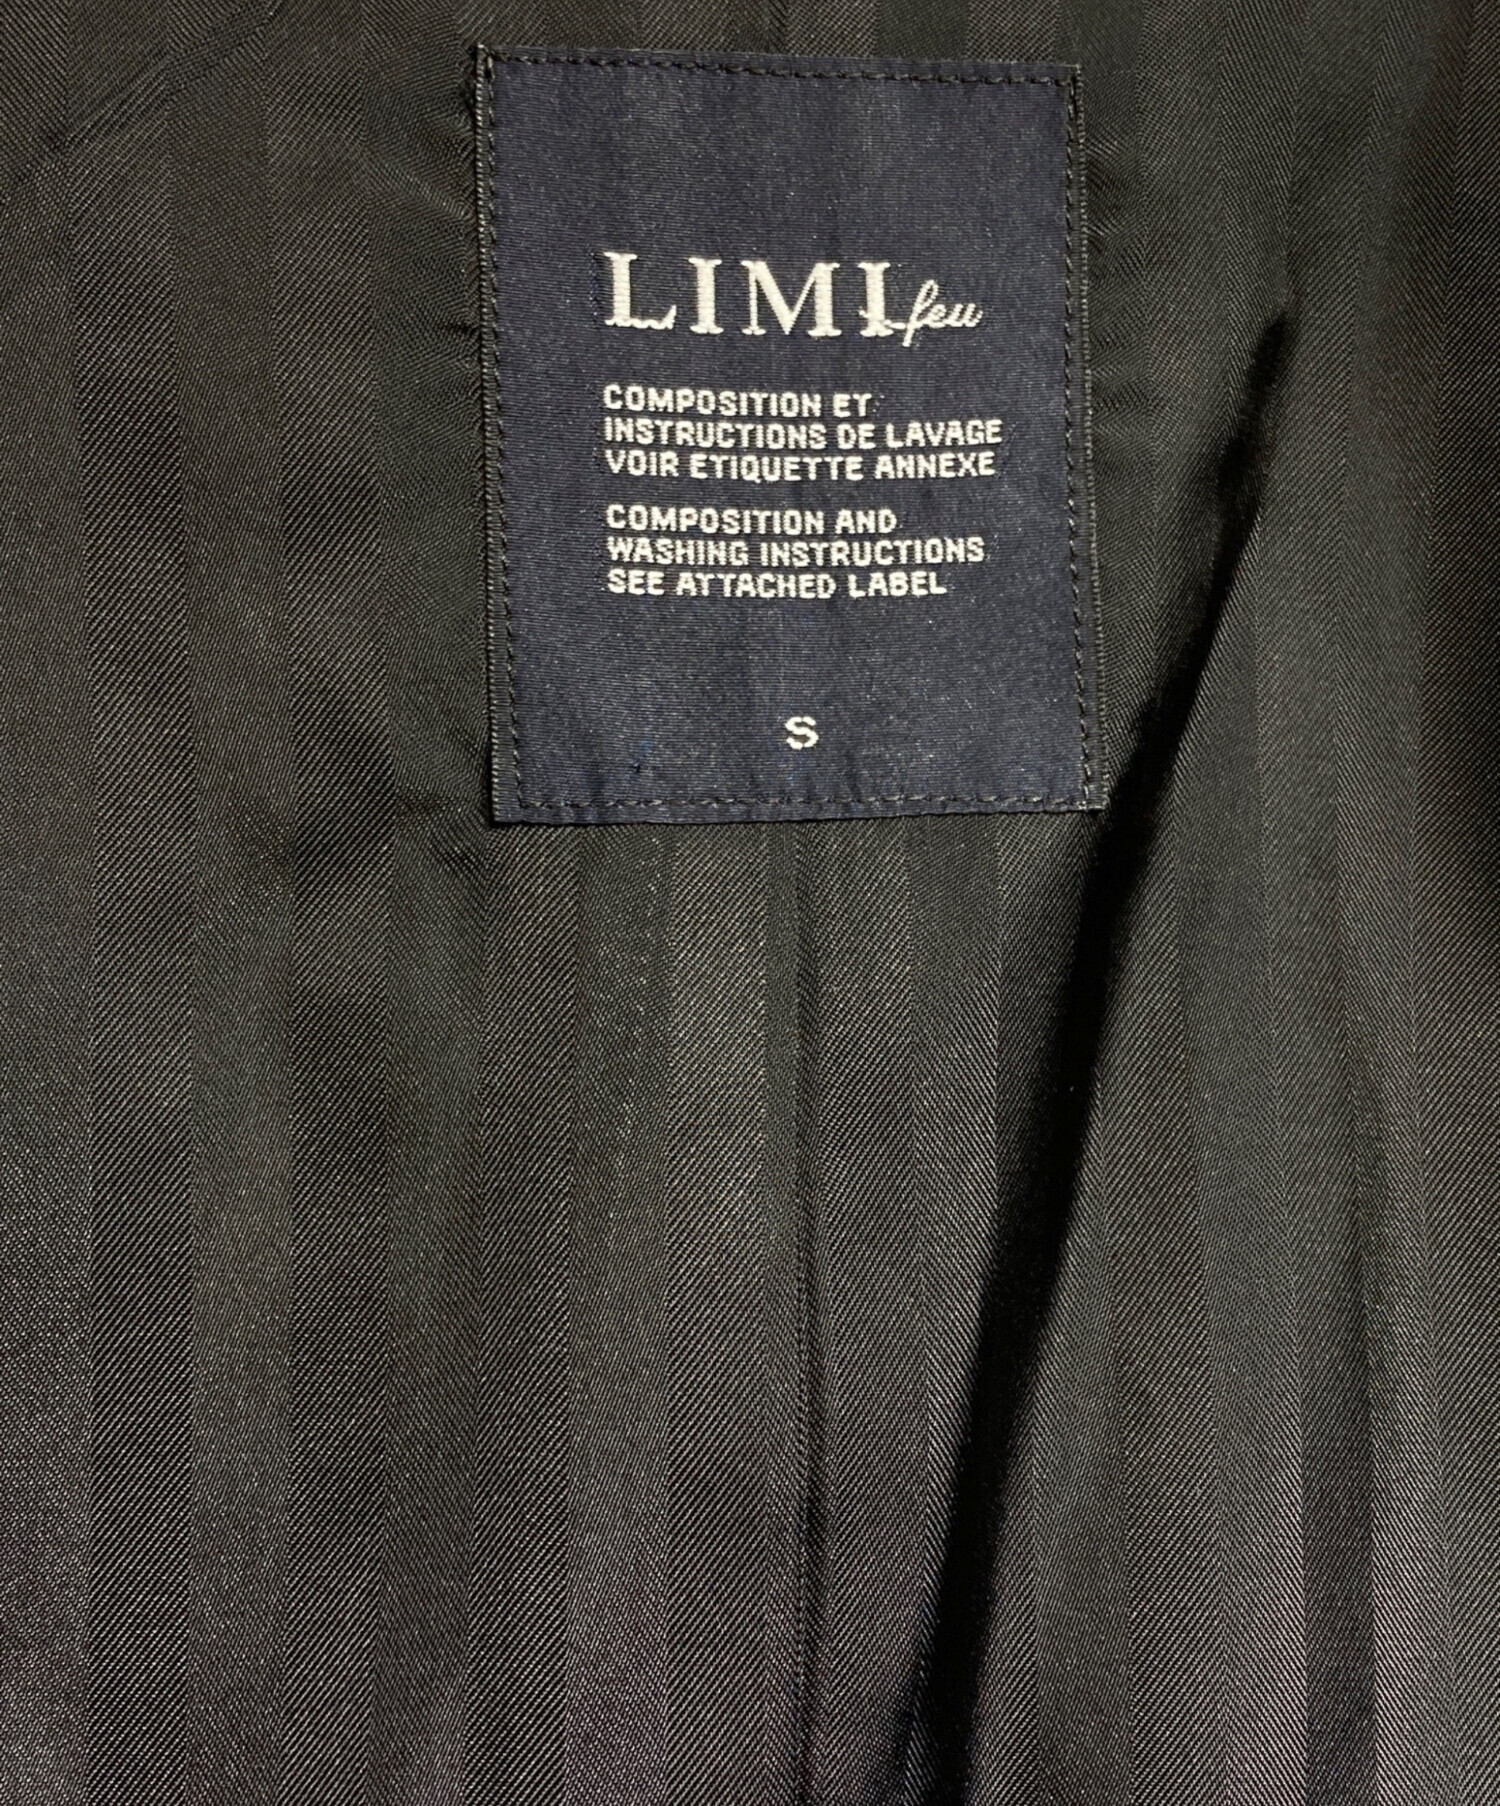 LIMI feu
COMPOSITION ET
INSTRUCTIONS DE LAVAGE
VOIR ETIQUETTE ANNEXE
COMPOSITION AND
WASHING INSTRUCTIONS
SEE ATTACHED LABEL
S